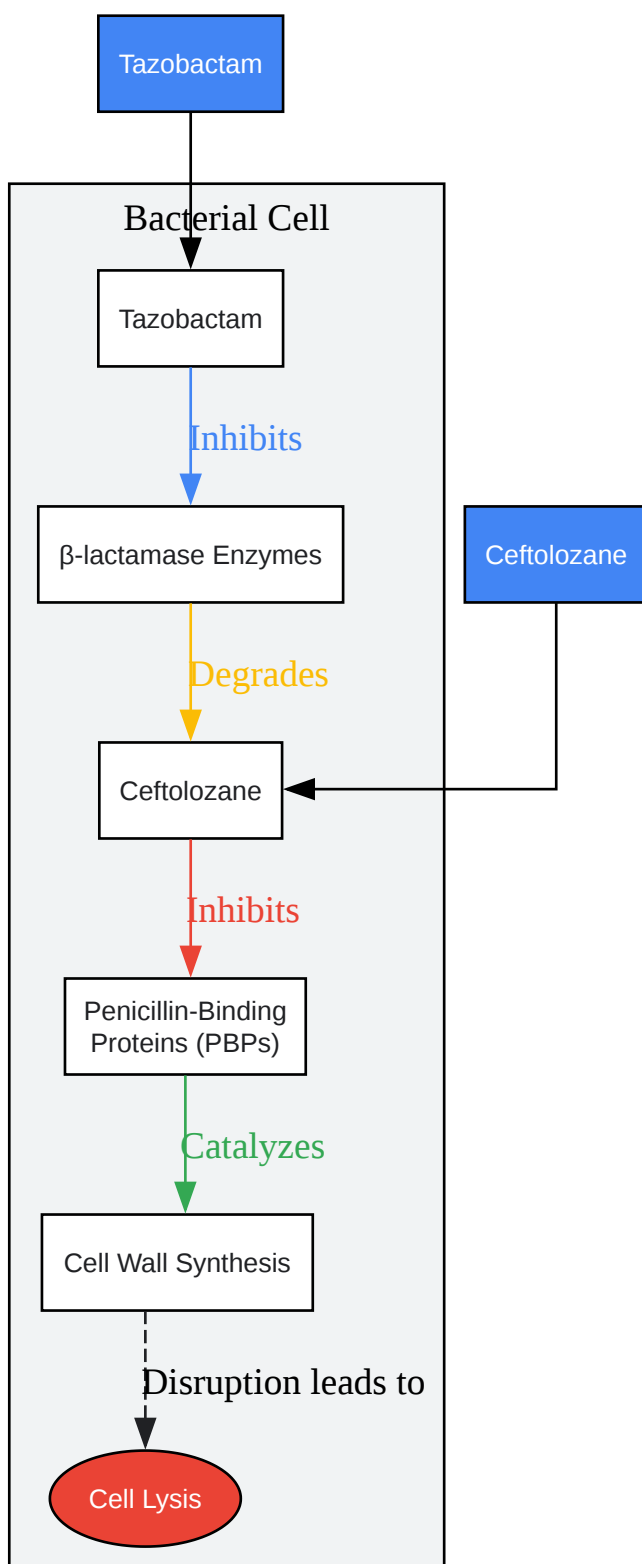 Tazobactam
Bacterial Cell
Tazobactam
Inhibits
β-lactamase Enzymes
Ceftolozane
Degrades
Ceftolozane
Inhibits
Penicillin-Binding
Proteins (PBPs)
Catalyzes
Cell Wall Synthesis
Disruption leads to
Cell Lysis